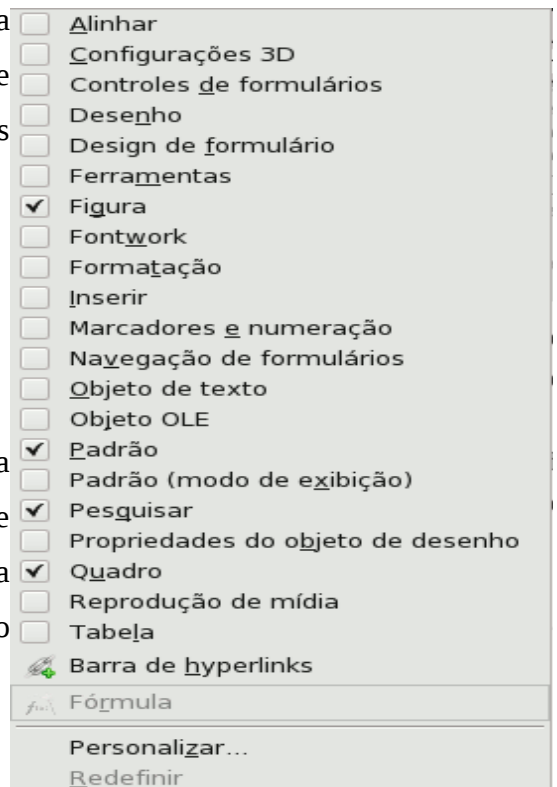 a
Alinhar
Configurações 3D
e
Controles de formulários
Desenho
s
Design de formulário
Ferramentas
Figura
Fontwork
Formatação
Inserir
Marcadores e numeração
Navegação de formulários
Objeto de texto
Objeto OLE
Padrão
a
Padrão (modo de exibição)
Pesquisar
e
Propriedades do objeto de desenho
Quadro
a
Reprodução de mídia
Tabela
o
Barra de hyperlinks
Fórmula
Personalizar...
Redefinir